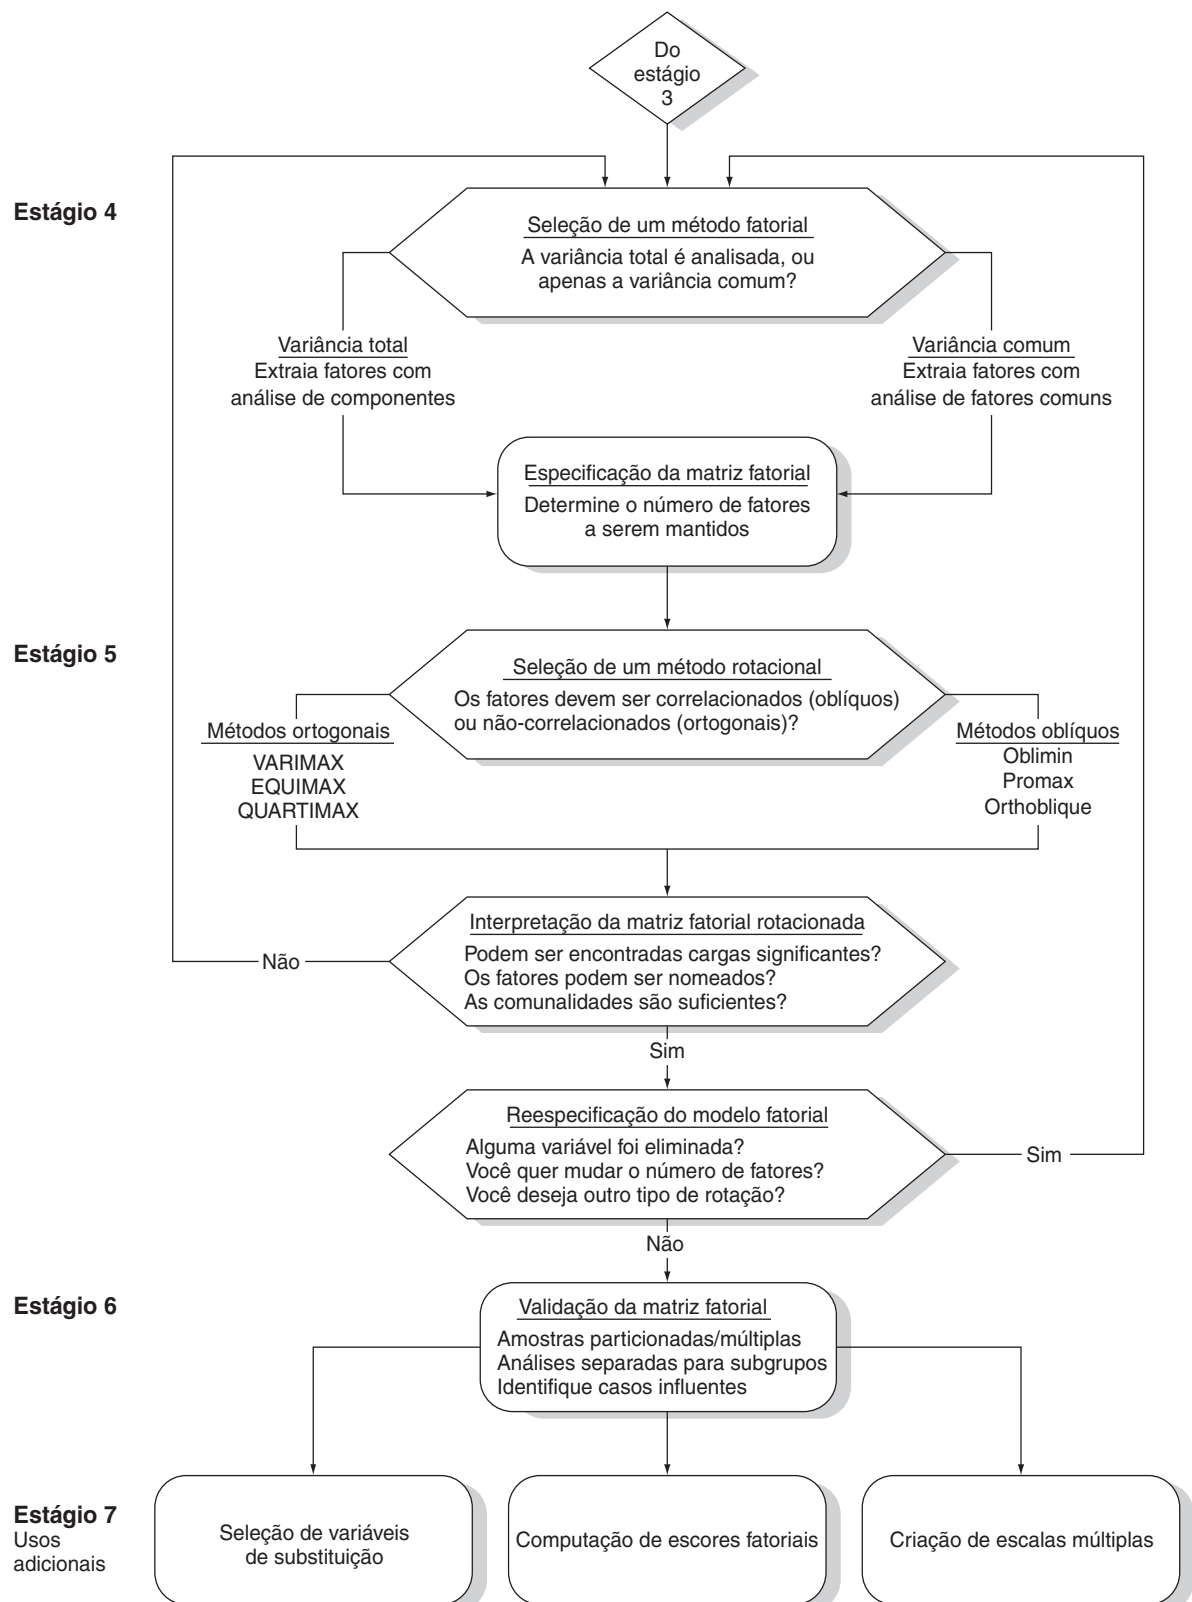 Do
estágio
3
Estágio 4
Seleção de um método fatorial
A variância total é analisada, ou
apenas a variância comum?
Variância total
Extraia fatores com
análise de componentes
Variância comum
Extraia fatores com
análise de fatores comuns
Especificação da matriz fatorial
Determine o número de fatores
a serem mantidos
Estágio 5
Seleção de um método rotacional
Os fatores devem ser correlacionados (oblíquos)
ou não-correlacionados (ortogonais)?
Métodos ortogonais
VARIMAX
EQUIMAX
QUARTIMAX
Métodos oblíquos
Oblimin
Promax
Orthoblique
Interpretação da matriz fatorial rotacionada
Podem ser encontradas cargas significantes?
Os fatores podem ser nomeados?
As comunalidades são suficientes?
Não
Sim
Reespecificação do modelo fatorial
Alguma variável foi eliminada?
Você quer mudar o número de fatores?
Você deseja outro tipo de rotação?
Sim
Não
Estágio 6
Validação da matriz fatorial
Amostras particionadas/múltiplas
Análises separadas para subgrupos
Identifique casos influentes
Estágio 7
Usos
adicionais
Seleção de variáveis
de substituição
Computação de escores fatoriais
Criação de escalas múltiplas